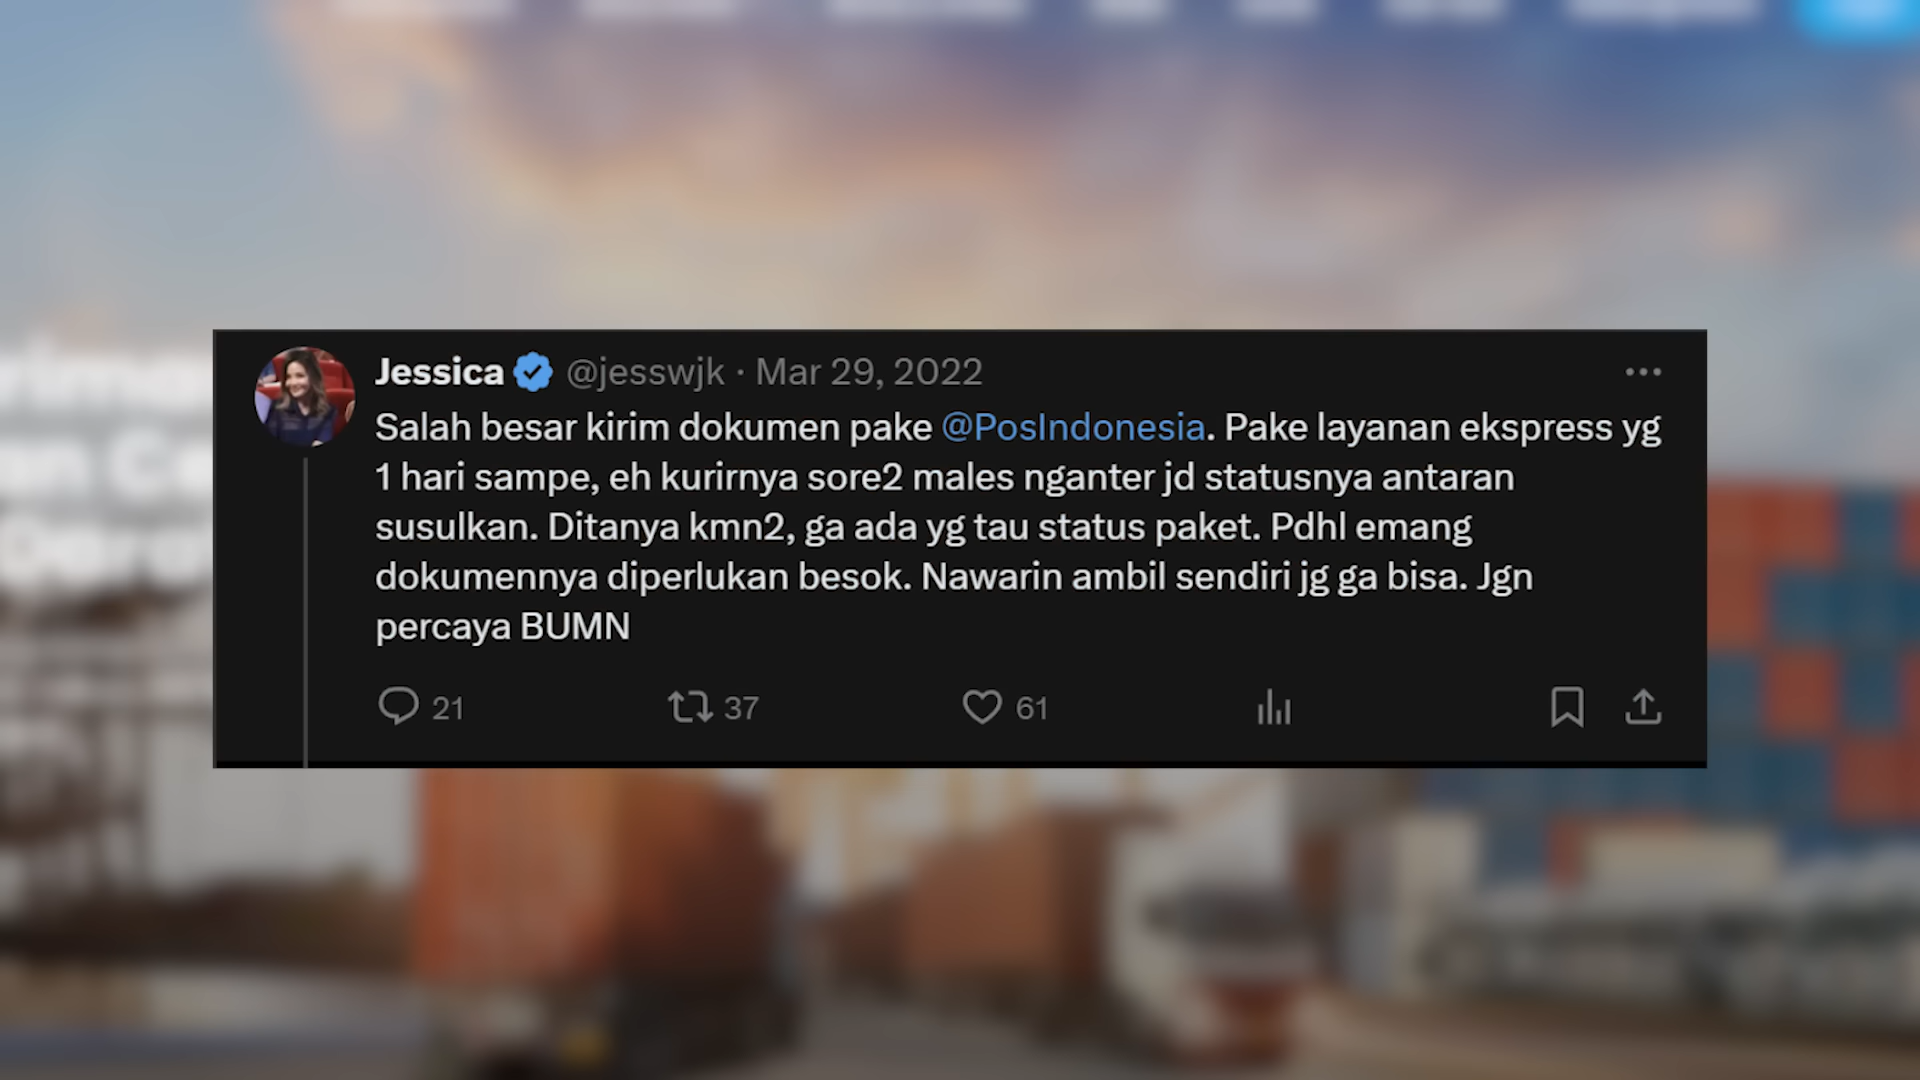 Jessica @jesswjk · Mar 29, 2022
Salah besar kirim dokumen pake @PosIndonesia. Pake layanan ekspress yg
1 hari sampe, eh kurirnya sore2 males nganter jd statusnya antaran
susulkan. Ditanya kmn2, ga ada yg tau status paket. Pdhl emang
dokumennya diperlukan besok. Nawarin ambil sendiri jg ga bisa. Jgn
percaya BUMN
21 37 61